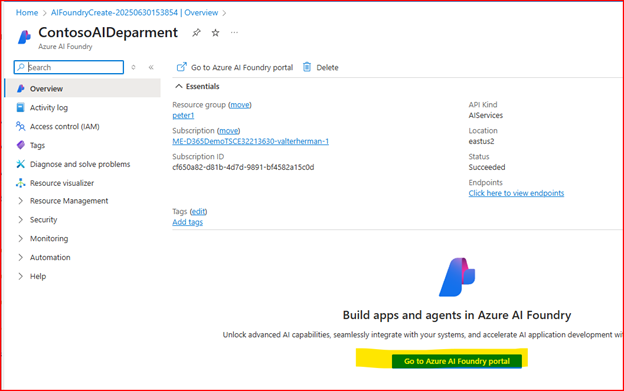 Home > AIFoundryCreate-20250630153854 | Overview >
ContosoAIDeparment
Azure AI Foundry
Search
Overview
Activity log
Access control (IAM)
Tags
Diagnose and solve problems
Resource visualizer
Resource Management
Security
Monitoring
Automation
Help
Go to Azure AI Foundry portal
Delete
Essentials
Resource group (move)
peter1
Subscription (move)
ME-D365DemoTSCE32213630-valterherman-1
Subscription ID
cf650a82-d81b-4d7d-9891-bf4582a15c0d
API Kind
AIServices
Location
eastus2
Status
Succeeded
Endpoints
Click here to view endpoints
Tags (edit)
Add tags
Build apps and agents in Azure AI Foundry
Unlock advanced AI capabilities, seamlessly integrate with your systems, and accelerate AI application development wit
Go to Azure AI Foundry portal